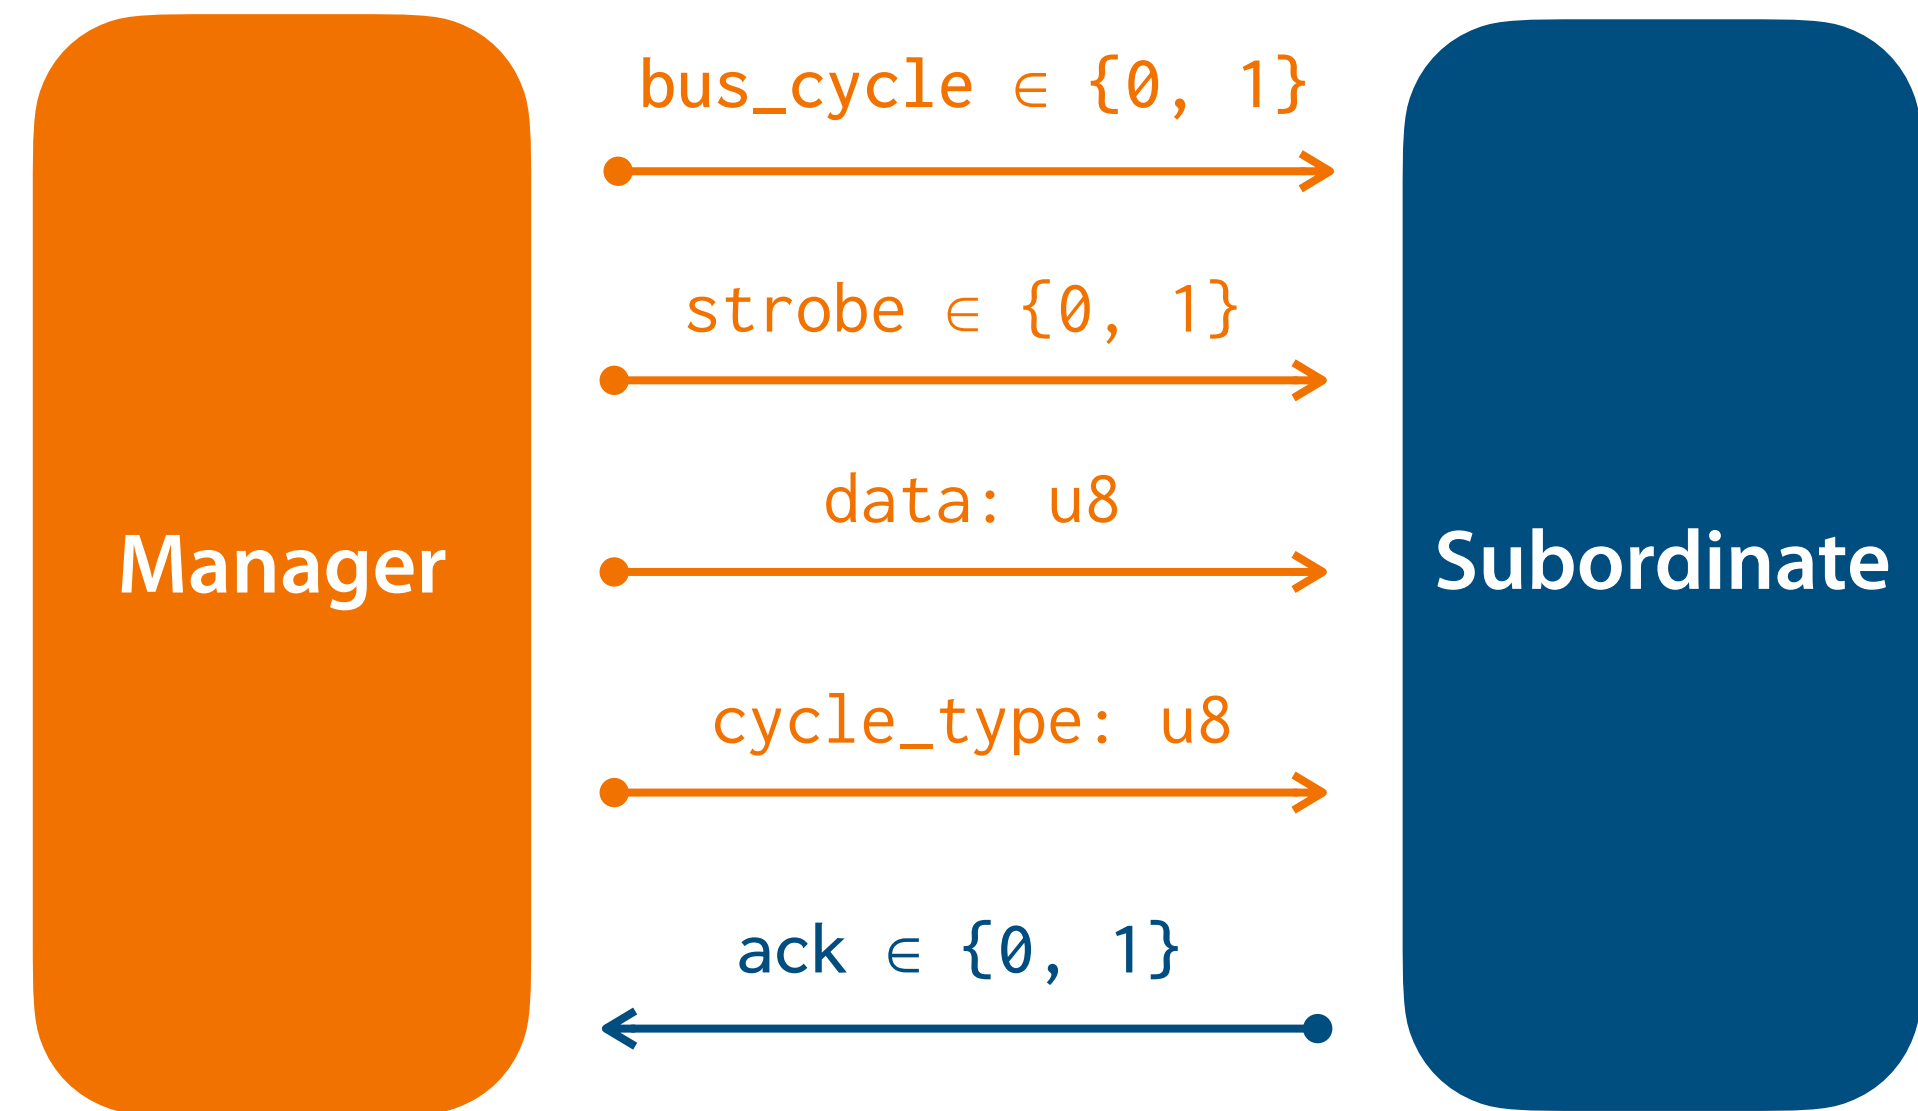 bus_cycle ∈ {0, 1}
strobe ∈ {0, 1}
data: u8
Manager
Subordinate
cycle_type: u8
ack ∈ {0, 1}